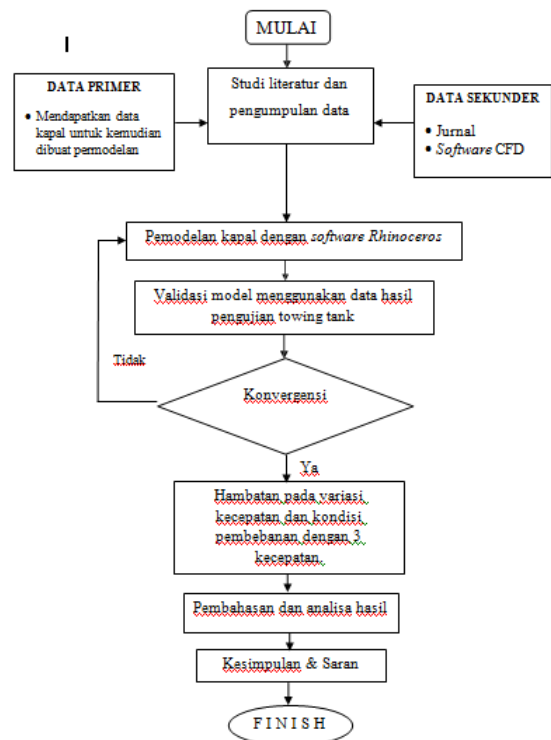 MULAI
DATA PRIMER
• Mendapatkan data
kapal untuk kemudian
dibuat permodelan
Studi literatur dan
pengumpulan data
DATA SEKUNDER
• Jurnal
• Software CFD
Pemodelan kapal dengan software Rhinoceros
Validasi model menggunakan data hasil
pengujian towing tank
Tidak
Konvergensi
Ya
Hambatan pada variasi
kecepatan dan kondisi
pembebanan dengan 3
kecepatan.
Pembahasan dan analisa hasil
Kesimpulan & Saran
F I N I S H